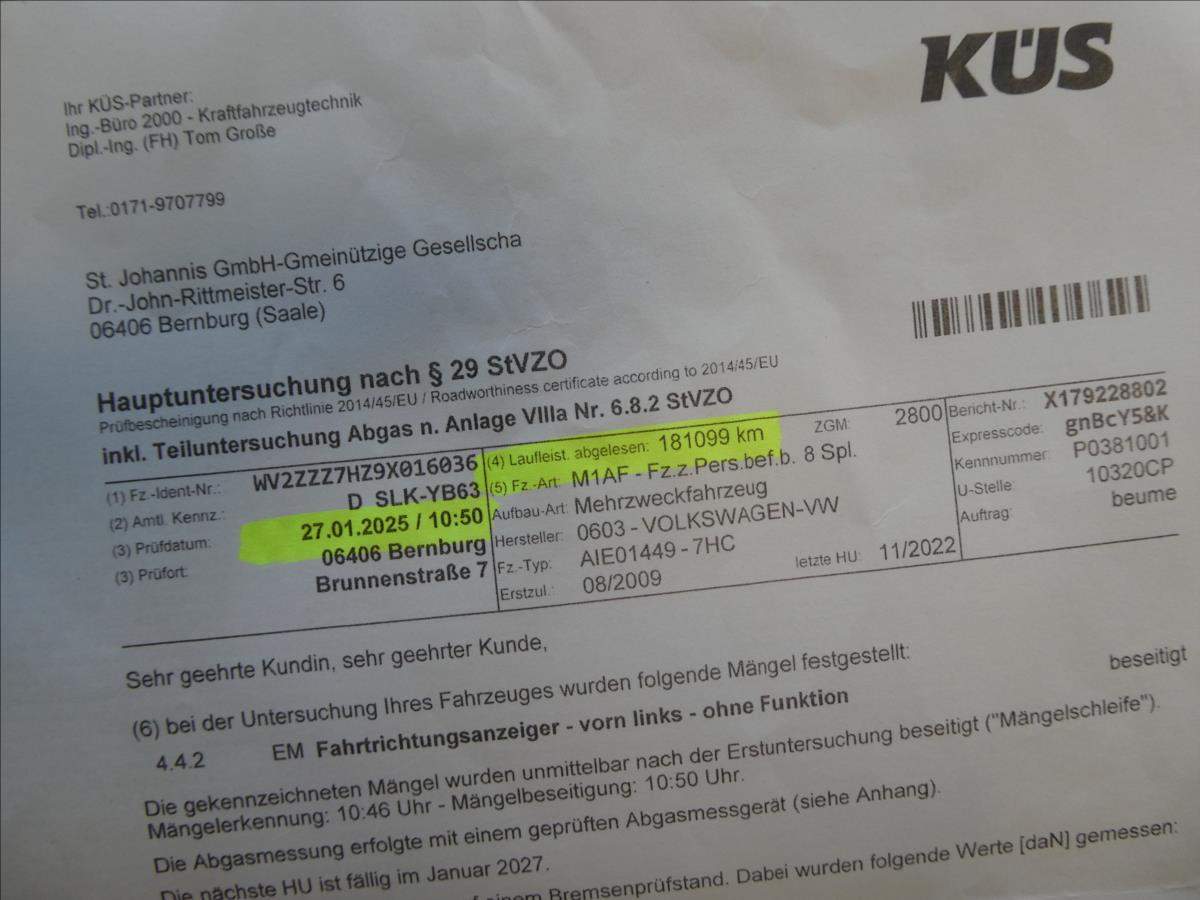 KÜS
Ihr KÜS-Partner:
Ing.-Büro 2000 - Kraftfahrzeugtechnik
Dipl.-Ing. (FH) Tom Große
Tel.:0171-9707799
St. Johannis GmbH-Gmeinützige Gesellscha
Dr.-John-Rittmeister-Str. 6
06406 Bernburg (Saale)
Hauptuntersuchung nach § 29 StVZO
Prüfbescheinigung nach Richtlinie 2014/45/EU / Roadworthiness certificate according to 2014/45/EU
inkl. Teiluntersuchung Abgas n. Anlage VIIIa Nr. 6.8.2 StVZO
(1) Fz.-Ident-Nr.: WV2ZZZ7HZ9X016036
(2) Amtl. Kennz.: D SLK-YB63
(3) Prüfdatum: 27.01.2025 / 10:50
(3) Prüfort: 06406 Bernburg
Brunnenstraße 7
(4) Laufleist. abgelesen: 181099 km ZGM: 2800
(5) Fz.-Art: M1AF - Fz.z.Pers.bef.b. 8 Spl.
Aufbau-Art: Mehrzweckfahrzeug
Hersteller: 0603 - VOLKSWAGEN-VW
Fz.-Typ: AIE01449 - 7HC
Erstzul.: 08/2009 letzte HU: 11/2022
Bericht-Nr.: X179228802
Expresscode: gnBcY5&K
Kennnummer: P0381001
U-Stelle: 10320CP
Auftrag: beume
Sehr geehrte Kundin, sehr geehrter Kunde,
(6) bei der Untersuchung Ihres Fahrzeuges wurden folgende Mängel festgestellt:
4.4.2 EM Fahrtrichtungsanzeiger - vorn links - ohne Funktion beseitigt
Die gekennzeichneten Mängel wurden unmittelbar nach der Erstuntersuchung beseitigt ("Mängelschleife").
Mängelerkennung: 10:46 Uhr - Mängelbeseitigung: 10:50 Uhr.
Die Abgasmessung erfolgte mit einem geprüften Abgasmessgerät (siehe Anhang).
Die nächste HU ist fällig im Januar 2027.
einem Bremsenprüfstand. Dabei wurden folgende Werte [daN] gemessen: